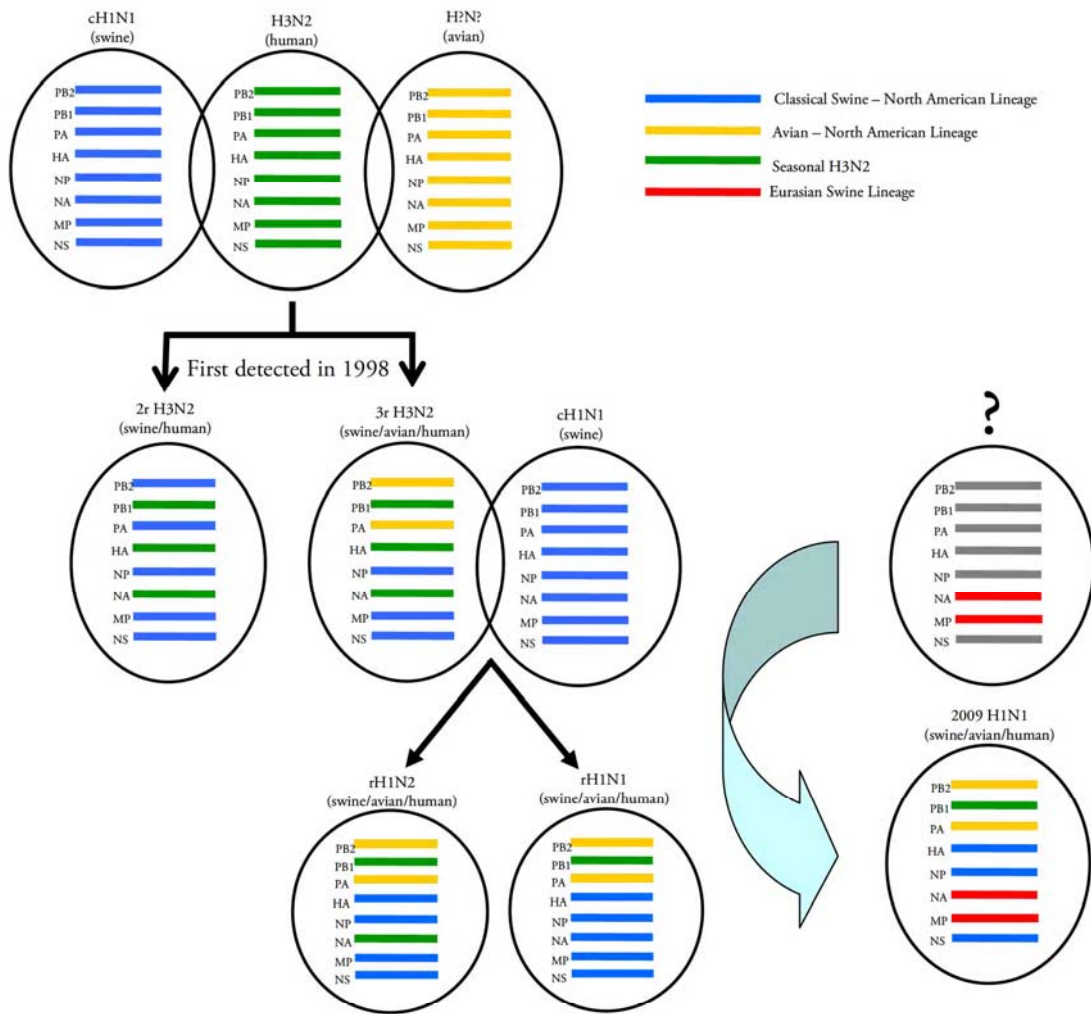 cH1N1
(swine)
H3N2
(human)
H?N?
(avian)
PB2
PB1
PA
HA
NP
NA
MP
NS
PB2
PB1
PA
HA
NP
NA
MP
NS
PB2
PB1
PA
HA
NP
NA
MP
NS
Classical Swine – North American Lineage
Avian – North American Lineage
Seasonal H3N2
Eurasian Swine Lineage
First detected in 1998
2r H3N2
(swine/human)
PB2
PB1
PA
HA
NP
NA
MP
NS
3r H3N2
(swine/avian/human)
PB2
PB1
PA
HA
NP
NA
MP
NS
cH1N1
(swine)
PB2
PB1
PA
HA
NP
NA
MP
NS
?
PB2
PB1
PA
HA
NP
NA
MP
NS
rH1N2
(swine/avian/human)
PB2
PB1
PA
HA
NP
NA
MP
NS
rH1N1
(swine/avian/human)
PB2
PB1
PA
HA
NP
NA
MP
NS
2009 H1N1
(swine/avian/human)
PB2
PB1
PA
HA
NP
NA
MP
NS